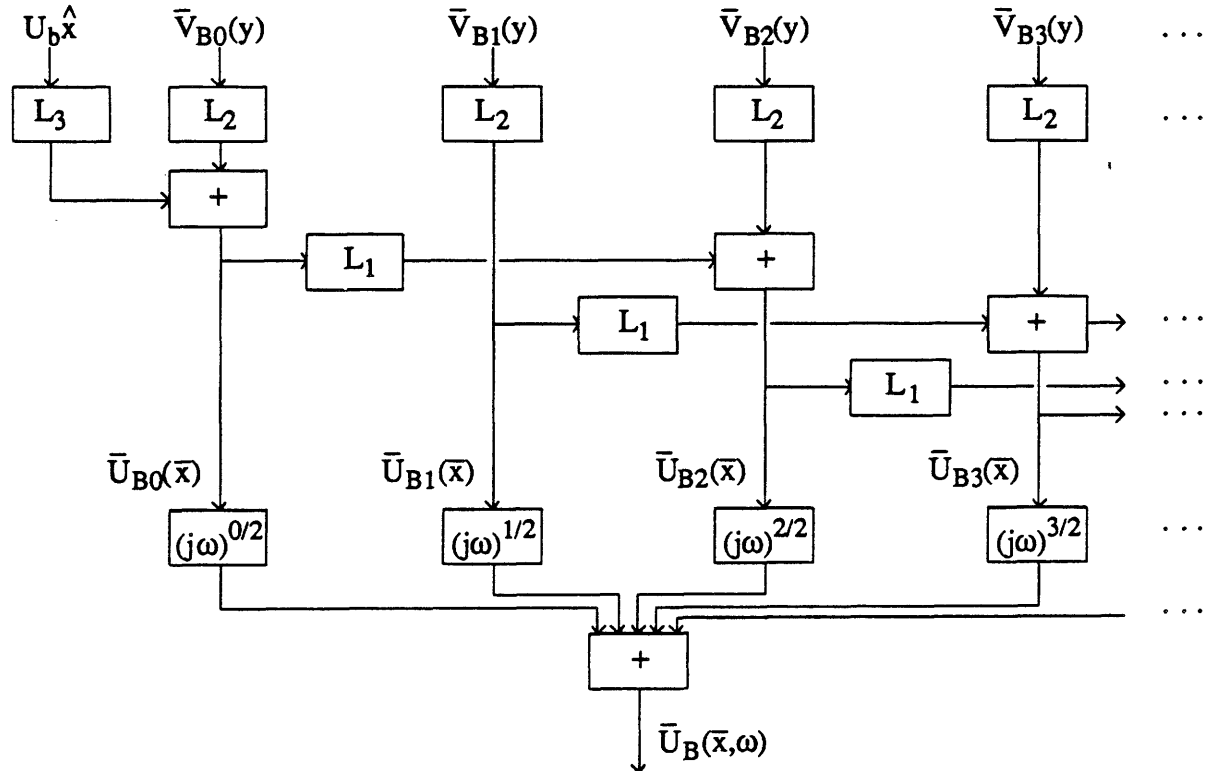 U_b x̂ V̄_B0(y) V̄_B1(y) V̄_B2(y) V̄_B3(y) . . .
L_3 L_2 L_2 L_2 L_2 . . .
+
L_1 +
L_1 + . . .
L_1 . . .
. . .
Ū_B0(x̄) Ū_B1(x̄) Ū_B2(x̄) Ū_B3(x̄)
(jω)^0/2 (jω)^1/2 (jω)^2/2 (jω)^3/2 . . .
. . .
+
Ū_B(x̄,ω)